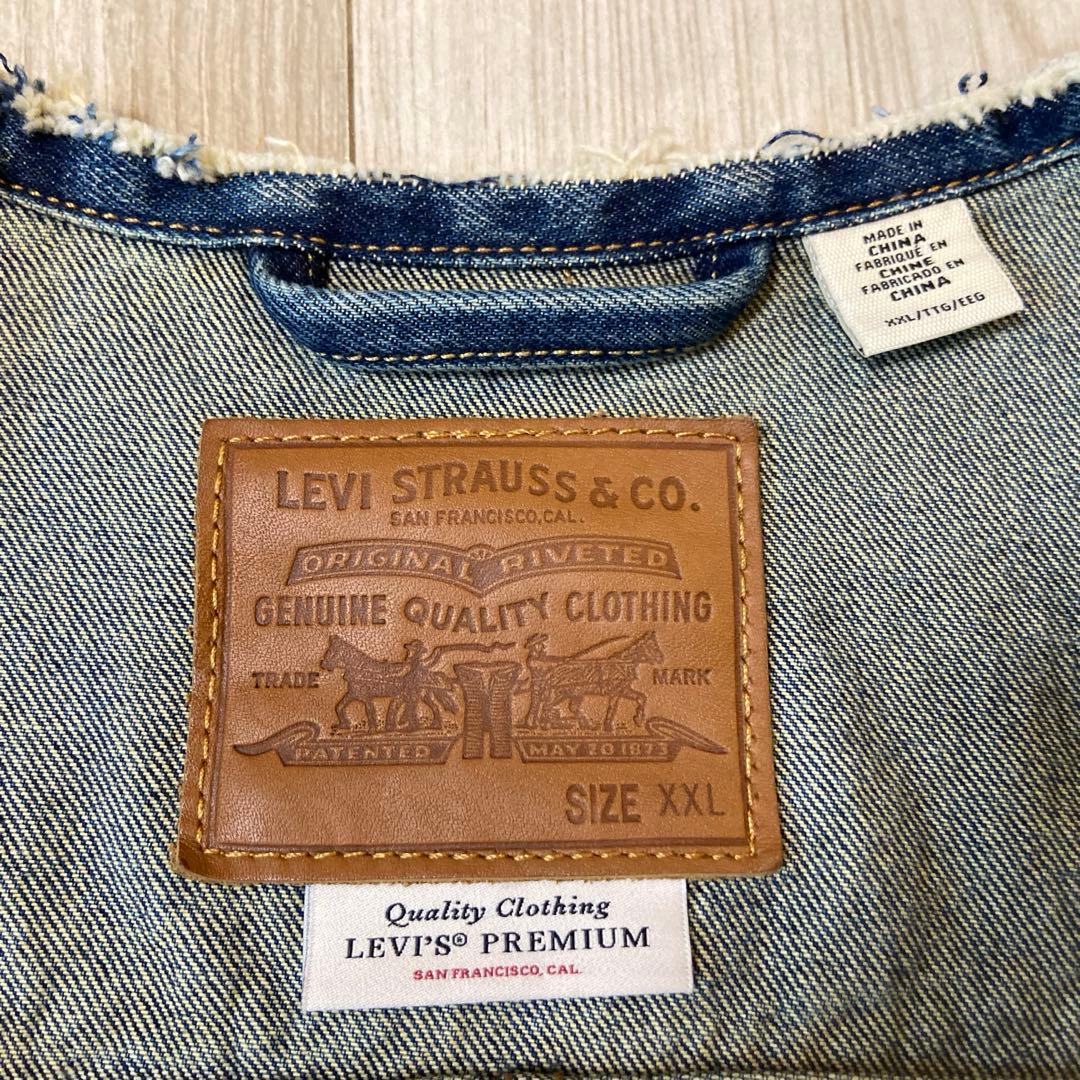 MADE IN
CHINA
FABRIQUÉ EN
CHINE
FABRICADO EN
CHINA
XXL/TTG/EEG
LEVI STRAUSS & CO.
SAN FRANCISCO, CAL.
ORIGINAL RIVETED
GENUINE QUALITY CLOTHING
TRADE MARK
PATENTED MAY 20 1873
SIZE XXL
Quality Clothing
LEVI'S® PREMIUM
SAN FRANCISCO, CAL.